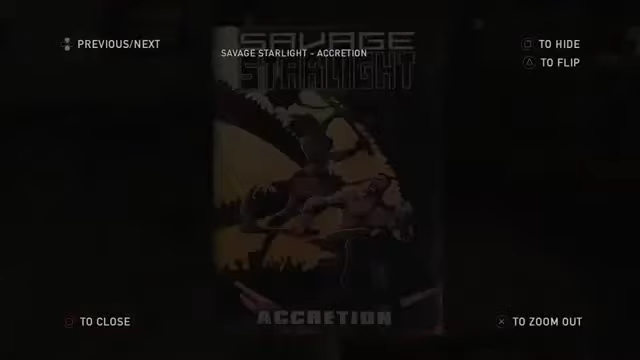 PREVIOUS/NEXT
SAVAGE STARLIGHT - ACCRETION
TO HIDE
TO FLIP
SAVAGE
STARLIGHT
ACCRETION
TO CLOSE
TO ZOOM OUT